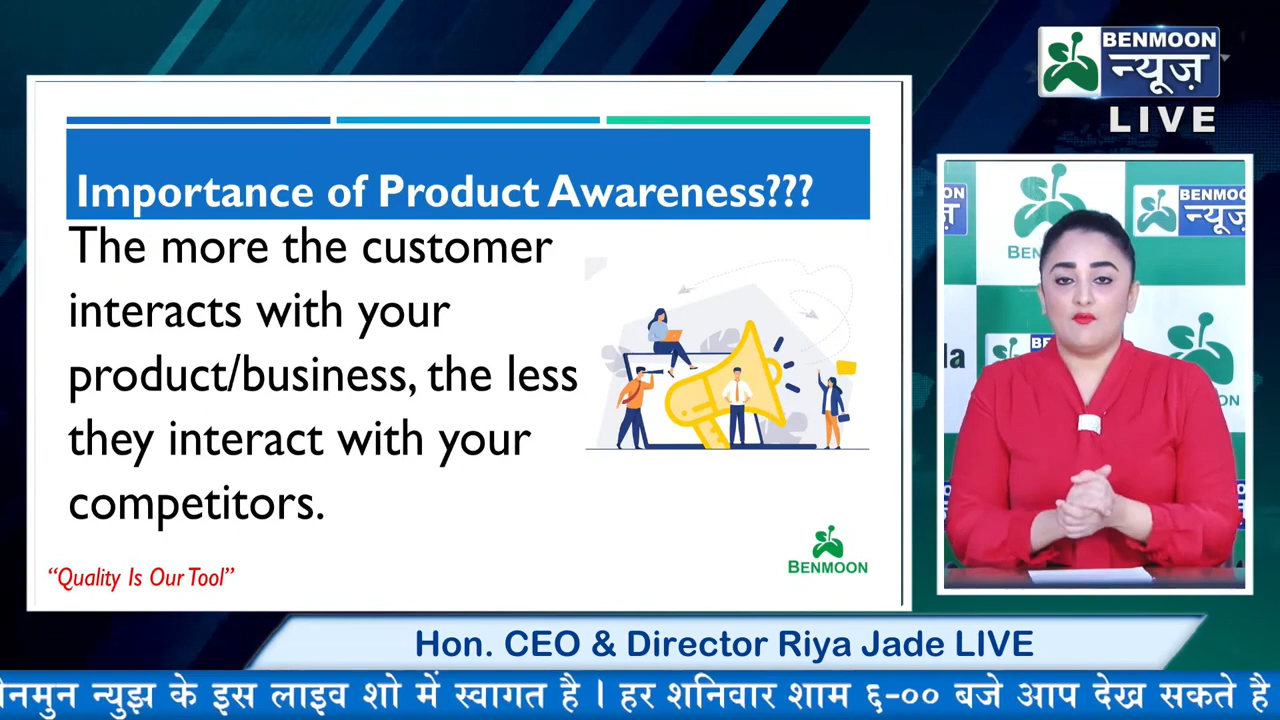 BENMOON
न्यूज़
LIVE
Importance of Product Awareness???
The more the customer
interacts with your
product/business, the less
they interact with your
competitors.
"Quality Is Our Tool"
BENMOON
BENMOON
न्यूज़
Hon. CEO & Director Riya Jade LIVE
नमुन न्युझ के इस लाइव शो में स्वागत है । हर शनिवार शाम ६-०० बजे आप देख सकते है